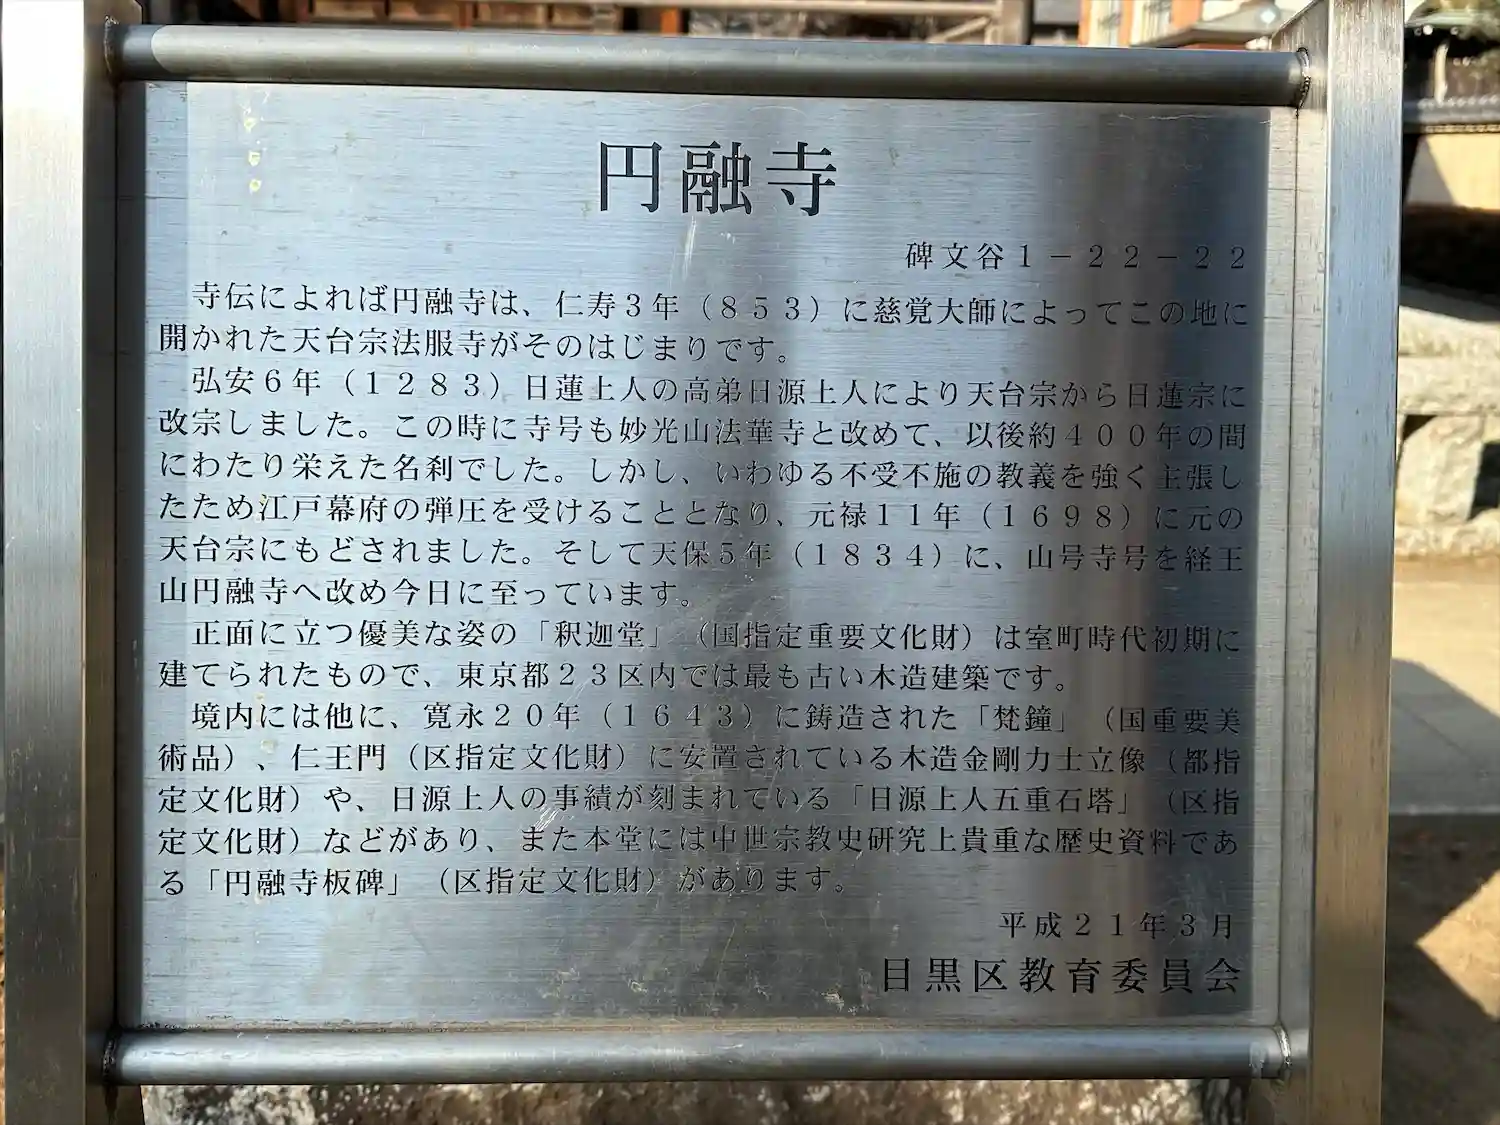 円融寺
碑文谷１－２２－２２
寺伝によれば円融寺は、仁寿３年（８５３）に慈覚大師によってこの地に
開かれた天台宗法服寺がそのはじまりです。
弘安６年（１２８３）日蓮上人の高弟日源上人により天台宗から日蓮宗に
改宗しました。この時に寺号も妙光山法華寺と改めて、以後約４００年の間
にわたり栄えた名刹でした。しかし、いわゆる不受不施の教義を強く主張し
たため江戸幕府の弾圧を受けることとなり、元禄１１年（１６９８）に元の
天台宗にもどされました。そして天保５年（１８３４）に、山号寺号を経王
山円融寺へ改め今日に至っています。
正面に立つ優美な姿の「釈迦堂」（国指定重要文化財）は室町時代初期に
建てられたもので、東京都２３区内では最も古い木造建築です。
境内には他に、寛永２０年（１６４３）に鋳造された「梵鐘」（国重要美
術品）、仁王門（区指定文化財）に安置されている木造金剛力士立像（都指
定文化財）や、日源上人の事績が刻まれている「日源上人五重石塔」（区指
定文化財）などがあり、また本堂には中世宗教史研究上貴重な歴史資料であ
る「円融寺板碑」（区指定文化財）があります。
平成２１年３月
目黒区教育委員会